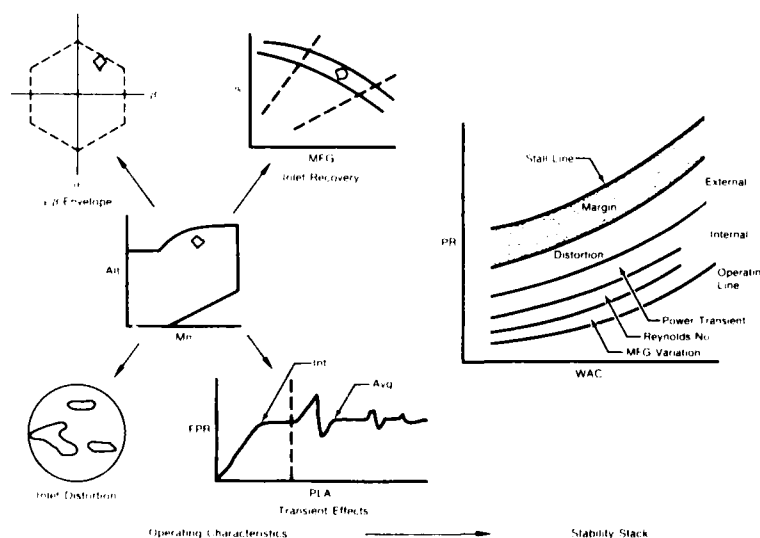 β
η
MFG
Inlet Recovery
α
α/β Envelope
Alt
Mn
Stall Line
External
Margin
PR
Distortion
Internal
Operating
Line
Power Transient
Reynolds No
MFG Variation
WAC
Int
Avg
EPR
PLA
Transient Effects
Inlet Distortion
Operating Characteristics
Stability Stack